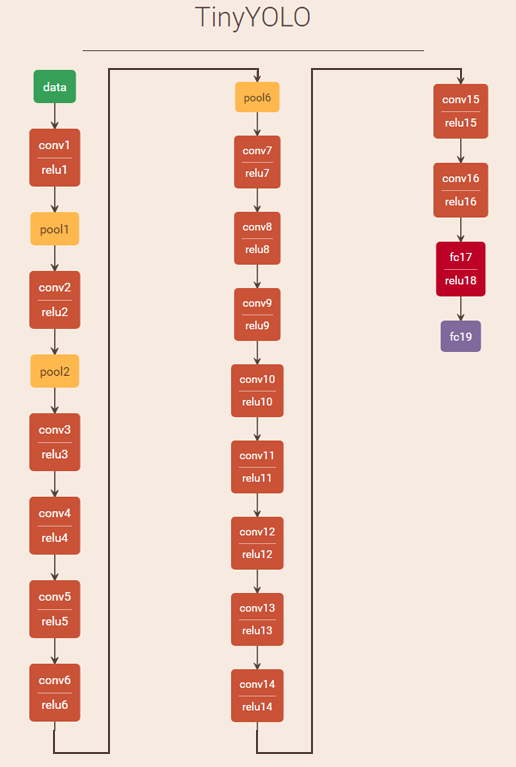 TinyYOLO
data
conv1
relu1
pool1
conv2
relu2
pool2
conv3
relu3
conv4
relu4
conv5
relu5
conv6
relu6
pool6
conv7
relu7
conv8
relu8
conv9
relu9
conv10
relu10
conv11
relu11
conv12
relu12
conv13
relu13
conv14
relu14
conv15
relu15
conv16
relu16
fc17
relu18
fc19